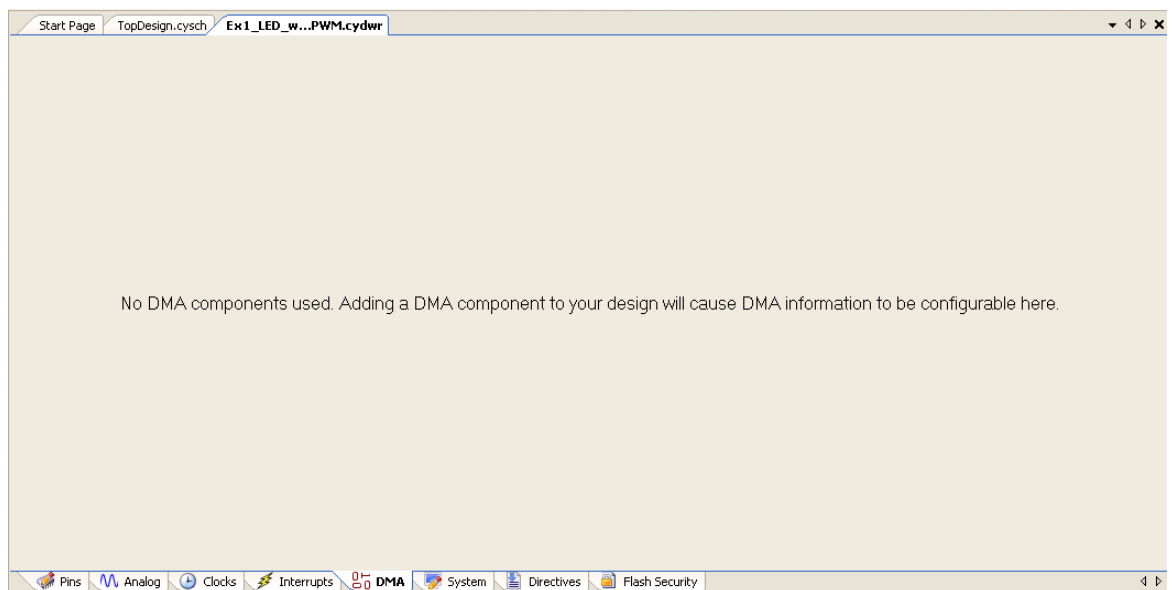 Start Page TopDesign.cysch Ex1_LED_w...PWM.cydwr
No DMA components used. Adding a DMA component to your design will cause DMA information to be configurable here.
Pins Analog Clocks Interrupts DMA System Directives Flash Security